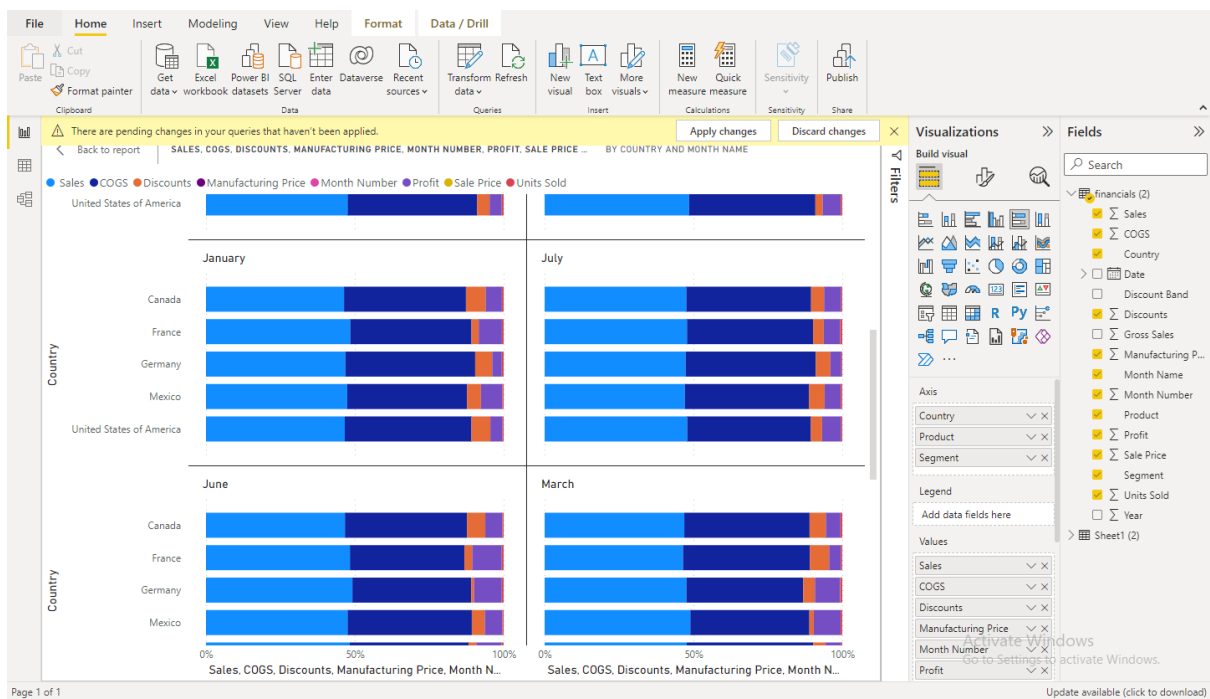 File Home Insert Modeling View Help Format Data / Drill
Paste
Cut
Copy
Format painter
Clipboard
Get data
Excel workbook
Power BI datasets
SQL Server
Enter data
Dataverse
Recent sources
Data
Transform data
Refresh
Queries
New visual
Text box
More visuals
Insert
New measure
Quick measure
Calculations
Sensitivity
Sensitivity
Publish
Share
There are pending changes in your queries that haven't been applied.
Apply changes
Discard changes
Back to report
SALES, COGS, DISCOUNTS, MANUFACTURING PRICE, MONTH NUMBER, PROFIT, SALE PRICE ... BY COUNTRY AND MONTH NAME
Sales COGS Discounts Manufacturing Price Month Number Profit Sale Price Units Sold
United States of America
January July
Country
Canada
France
Germany
Mexico
United States of America
June March
Country
Canada
France
Germany
Mexico
0% 50% 100% 0% 50% 100%
Sales, COGS, Discounts, Manufacturing Price, Month N... Sales, COGS, Discounts, Manufacturing Price, Month N...
Filters
Visualizations
Build visual
123
R Py
...
Axis
Country
Product
Segment
Legend
Add data fields here
Values
Sales
COGS
Discounts
Manufacturing Price
Month Number
Profit
Fields
Search
financials (2)
Sales
COGS
Country
Date
Discount Band
Discounts
Gross Sales
Manufacturing P...
Month Name
Month Number
Product
Profit
Sale Price
Segment
Units Sold
Year
Sheet1 (2)
Activate Windows
Go to Settings to activate Windows.
Page 1 of 1
Update available (click to download)